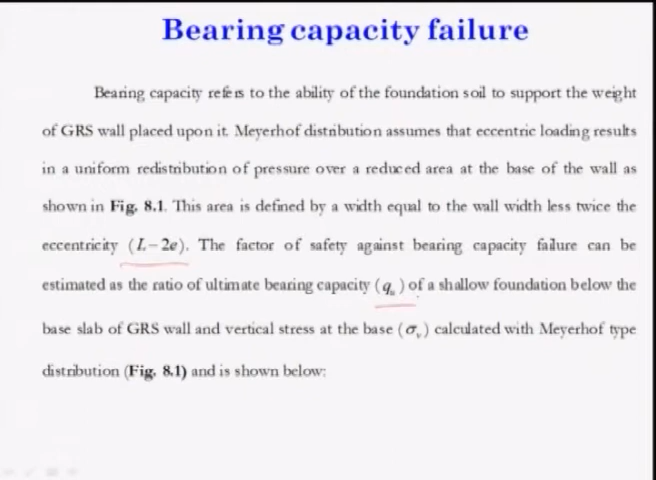 Bearing capacity failure
Bearing capacity refers to the ability of the foundation soil to support the weight
of GRS wall placed upon it. Meyerhof distribution assumes that eccentric loading results
in a uniform redistribution of pressure over a reduced area at the base of the wall as
shown in Fig. 8.1. This area is defined by a width equal to the wall width less twice the
eccentricity (L-2e). The factor of safety against bearing capacity failure can be
estimated as the ratio of ultimate bearing capacity (qᵤ) of a shallow foundation below the
base slab of GRS wall and vertical stress at the base (σᵥ) calculated with Meyerhof type
distribution (Fig. 8.1) and is shown below: